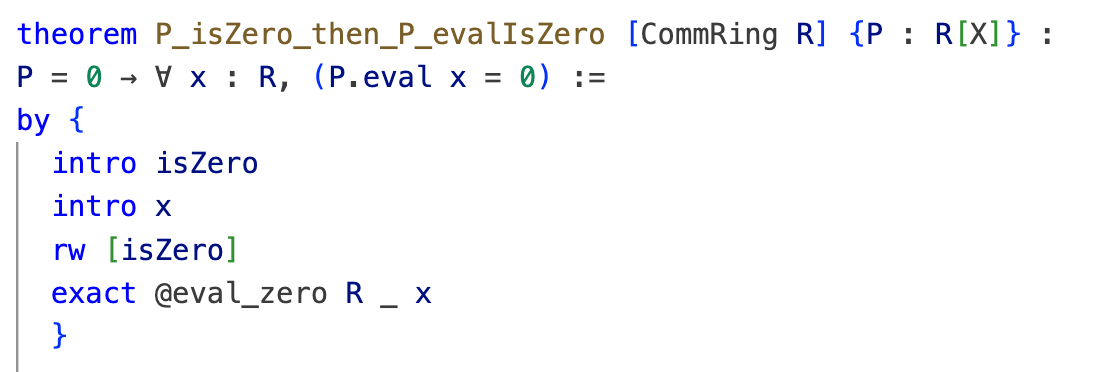 theorem P_isZero_then_P_evalIsZero [CommRing R] {P : R[X]} :
P = 0 → ∀ x : R, (P.eval x = 0) :=
by {
intro isZero
intro x
rw [isZero]
exact @eval_zero R _ x
}